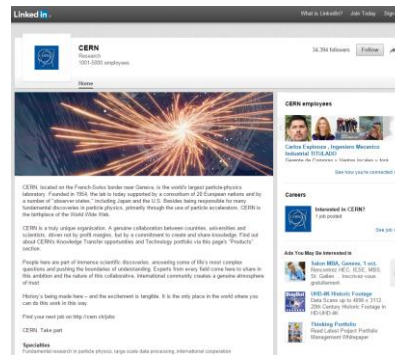 Linked in
What is LinkedIn? Join Today Sign
CERN
Research
1001-5000 employees
34,394 followers Follow
Home
CERN employees
Carlos Espinosa , Ingeniero Mecanico
Industrial TITULADO
See how you're connected
CERN, located on the French-Swiss border near Geneva, is the world's largest particle-physics
laboratory. Founded in 1954, the lab is today supported by a consortium of 20 European nations and by
a number of "observer states," including Japan and the U.S. Besides being responsible for many
fundamental discoveries in particle physics, primarily through the use of particle accelerators, CERN is
the birthplace of the World Wide Web.
CERN is a truly unique organisation. A genuine collaboration between countries, universities and
scientists, driven not by profit margins, but by a commitment to create and share knowledge. Find out
about CERN's Knowledge Transfer opportunities and Technology portfolio via this page's "Products"
section.
People here are part of immense scientific discoveries, answering some of life's most complex
questions and pushing the boundaries of understanding. Experts from every field come here to share in
this ambition and the nature of this collaborative, international community creates a genuine atmosphere
of trust
History's being made here – and the excitement is tangible. It is the only place in the world where you
can do this work in this way.
Find your next job on http://cern.ch/jobs
CERN. Take part
Specialties
Fundamental research in particle physics, large scale data processing, international cooperation
Careers
Interested in CERN?
1 job posted
See job
Ads You May Be Interested In
Salon MBA, Geneva, 1 oct.
Rencontrez HEC, IESE, MBS,
St. Gallen... Inscrivez-vous
gratuitement
UHD-4K Historic Footage
Data Scans up to 4096 x 3112
20th Century Historic Footage in
HD-UHD-4K
Thinking Portfolio
Read Latest Project Portfolio
Management Whitepaper